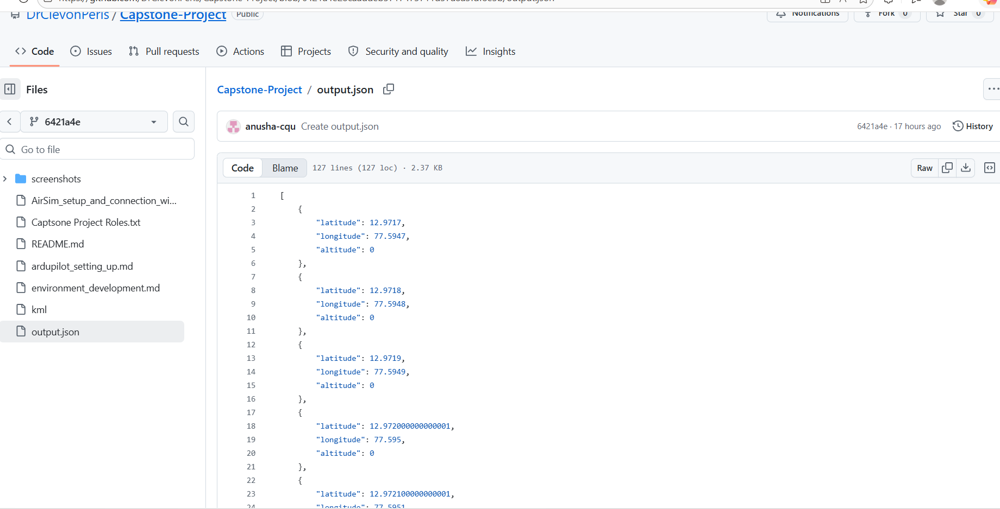 DrClevonPeris / Capstone-Project Public
Notifications Fork 0 Star 0
Code Issues Pull requests Actions Projects Security and quality Insights
Files
Capstone-Project / output.json
6421a4e
anusha-cqu Create output.json 6421a4e · 17 hours ago History
Go to file
Code Blame 127 lines (127 loc) · 2.37 KB Raw
screenshots
AirSim_setup_and_connection_wi...
Captsone Project Roles.txt
README.md
ardupilot_setting_up.md
environment_development.md
kml
output.json
1 [
2 {
3 "latitude": 12.9717,
4 "longitude": 77.5947,
5 "altitude": 0
6 },
7 {
8 "latitude": 12.9718,
9 "longitude": 77.5948,
10 "altitude": 0
11 },
12 {
13 "latitude": 12.9719,
14 "longitude": 77.5949,
15 "altitude": 0
16 },
17 {
18 "latitude": 12.972000000000001,
19 "longitude": 77.595,
20 "altitude": 0
21 },
22 {
23 "latitude": 12.972100000000001,
24 "longitude": 77.5951